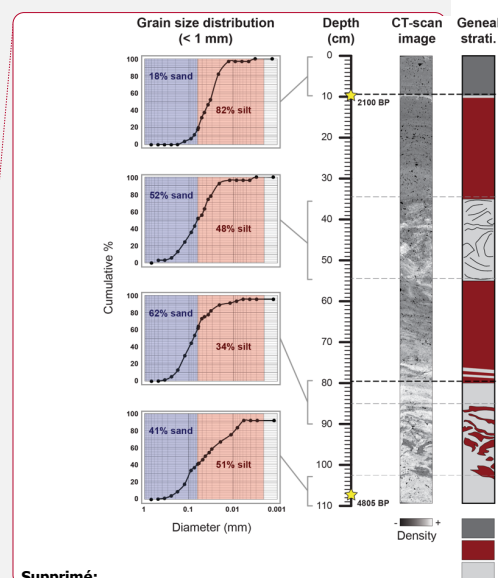 Grain size distribution
(< 1 mm)
Depth
(cm)
CT-scan
image
Geneal
strati.
100
80
60
40
20
0
18% sand
82% silt
100
80
60
40
20
0
52% sand
48% silt
100
80
60
40
20
0
62% sand
34% silt
100
80
60
40
20
0
41% sand
51% silt
1
0.1
0.01
0.001
Diameter (mm)
Cumulative %
0
10
2100 BP
20
30
40
50
60
70
80
90
100
4805 BP
110
- +
Density
Supprimé: